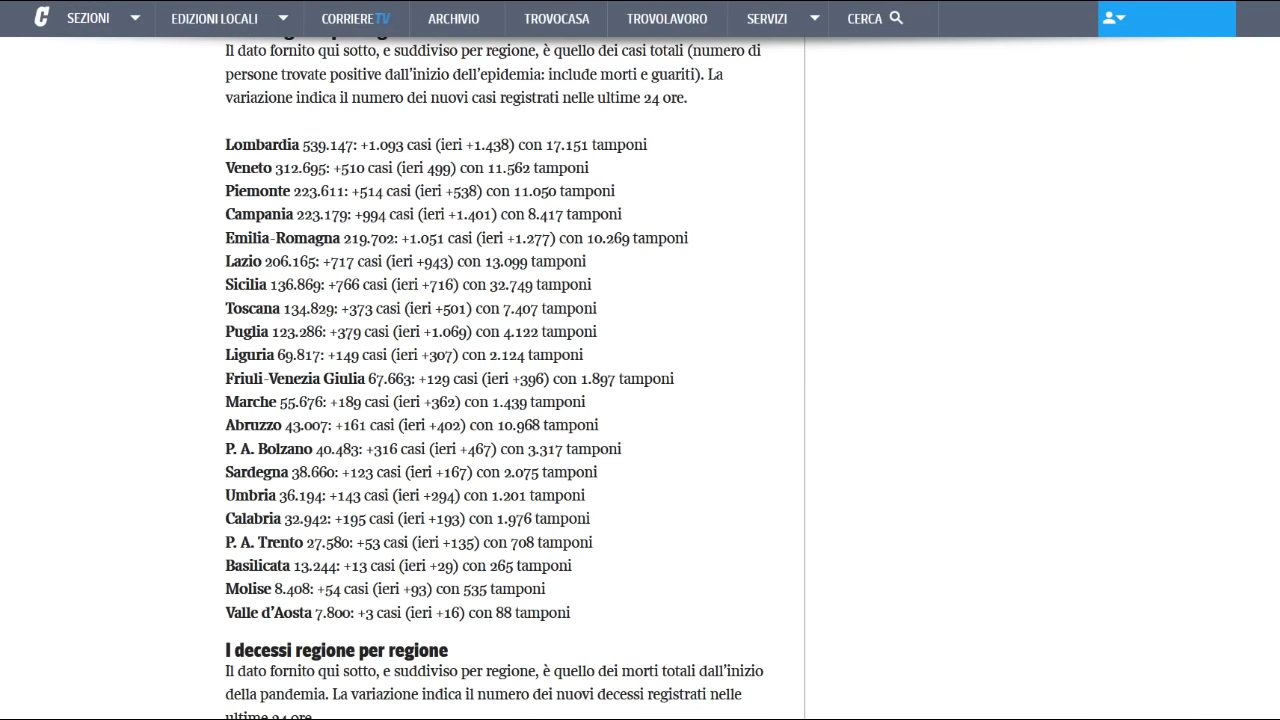 C SEZIONI EDIZIONI LOCALI CORRIERETV ARCHIVIO TROVOCASA TROVOLAVORO SERVIZI CERCA
Il dato fornito qui sotto, e suddiviso per regione, è quello dei casi totali (numero di
persone trovate positive dall'inizio dell'epidemia: include morti e guariti). La
variazione indica il numero dei nuovi casi registrati nelle ultime 24 ore.
Lombardia 539.147: +1.093 casi (ieri +1.438) con 17.151 tamponi
Veneto 312.695: +510 casi (ieri 499) con 11.562 tamponi
Piemonte 223.611: +514 casi (ieri +538) con 11.050 tamponi
Campania 223.179: +994 casi (ieri +1.401) con 8.417 tamponi
Emilia-Romagna 219.702: +1.051 casi (ieri +1.277) con 10.269 tamponi
Lazio 206.165: +717 casi (ieri +943) con 13.099 tamponi
Sicilia 136.869: +766 casi (ieri +716) con 32.749 tamponi
Toscana 134.829: +373 casi (ieri +501) con 7.407 tamponi
Puglia 123.286: +379 casi (ieri +1.069) con 4.122 tamponi
Liguria 69.817: +149 casi (ieri +307) con 2.124 tamponi
Friuli-Venezia Giulia 67.663: +129 casi (ieri +396) con 1.897 tamponi
Marche 55.676: +189 casi (ieri +362) con 1.439 tamponi
Abruzzo 43.007: +161 casi (ieri +402) con 10.968 tamponi
P. A. Bolzano 40.483: +316 casi (ieri +467) con 3.317 tamponi
Sardegna 38.660: +123 casi (ieri +167) con 2.075 tamponi
Umbria 36.194: +143 casi (ieri +294) con 1.201 tamponi
Calabria 32.942: +195 casi (ieri +193) con 1.976 tamponi
P. A. Trento 27.580: +53 casi (ieri +135) con 708 tamponi
Basilicata 13.244: +13 casi (ieri +29) con 265 tamponi
Molise 8.408: +54 casi (ieri +93) con 535 tamponi
Valle d'Aosta 7.800: +3 casi (ieri +16) con 88 tamponi
I decessi regione per regione
Il dato fornito qui sotto, e suddiviso per regione, è quello dei morti totali dall'inizio
della pandemia. La variazione indica il numero dei nuovi decessi registrati nelle
ultime 24 ore.